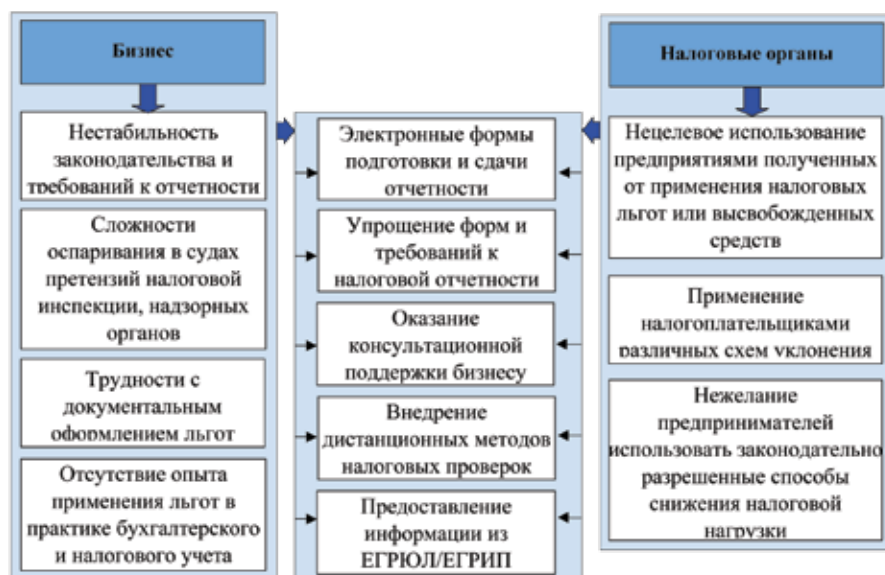 Бизнес
Нестабильность
законодательства и
требований к отчетности
Сложности
оспаривания в судах
претензий налоговой
инспекции, надзорных
органов
Трудности с
документальным
оформлением льгот
Отсутствие опыта
применения льгот в
практике бухгалтерского
и налогового учета
Электронные формы
подготовки и сдачи
отчетности
Упрощение форм и
требований к
налоговой отчетности
Оказание
консультационной
поддержки бизнесу
Внедрение
дистанционных методов
налоговых проверок
Предоставление
информации из
ЕГРЮЛ/ЕГРИП
Налоговые органы
Нецелевое использование
предприятиями полученных
от применения налоговых
льгот или высвобожденных
средств
Применение
налогоплательщиками
различных схем уклонения
Нежелание
предпринимателей
использовать законодательно
разрешенные способы
снижения налоговой
нагрузки